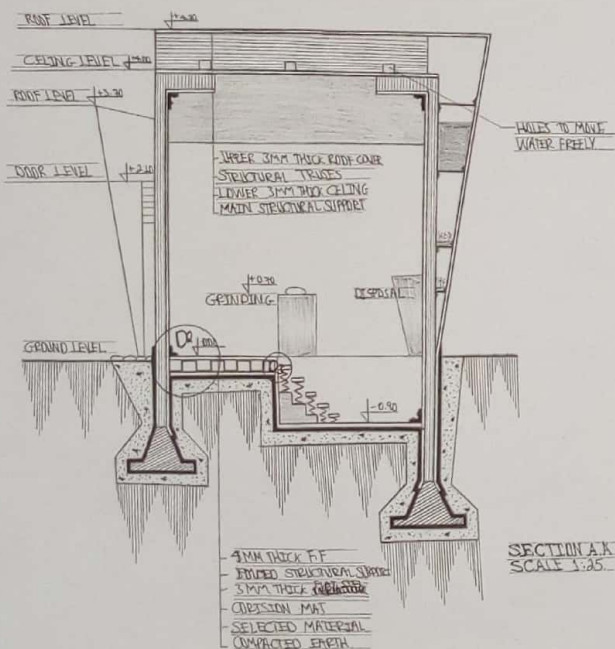 ROOF LEVEL
CELING LEVEL
ROOF LEVEL +3.70
DOOR LEVEL +2.10
HOLES TO MOVE
WATER FREELY
UPPER 3MM THICK ROOF COVER
STRUCTURAL TRUSES
LOWER 3MM THICK CELING
MAIN STRUCTURAL SUPPORT
+0.70
GRINDING
DISPOSAL
GROUND LEVEL
D2
-0.90
4MM THICK F.F
STRUCTURAL SUPPORT
3MM THICK
CORISION MAT
SELECTED MATERIAL
COMPACTED EARTH
SECTION A.A
SCALE 1:25